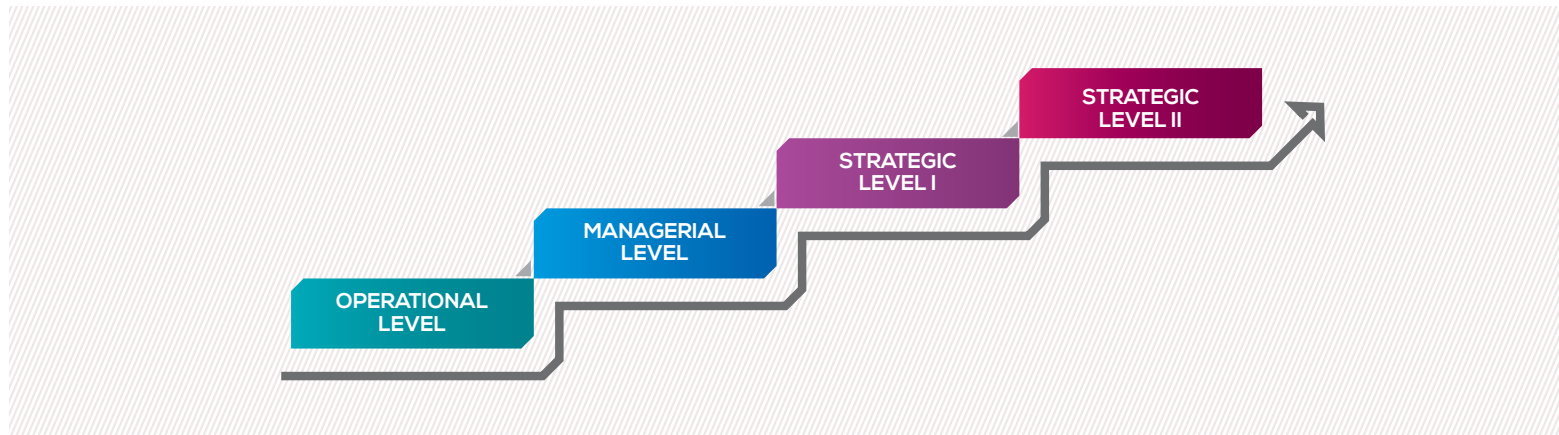 STRATEGIC
LEVEL II
STRATEGIC
LEVEL I
MANAGERIAL
LEVEL
OPERATIONAL
LEVEL